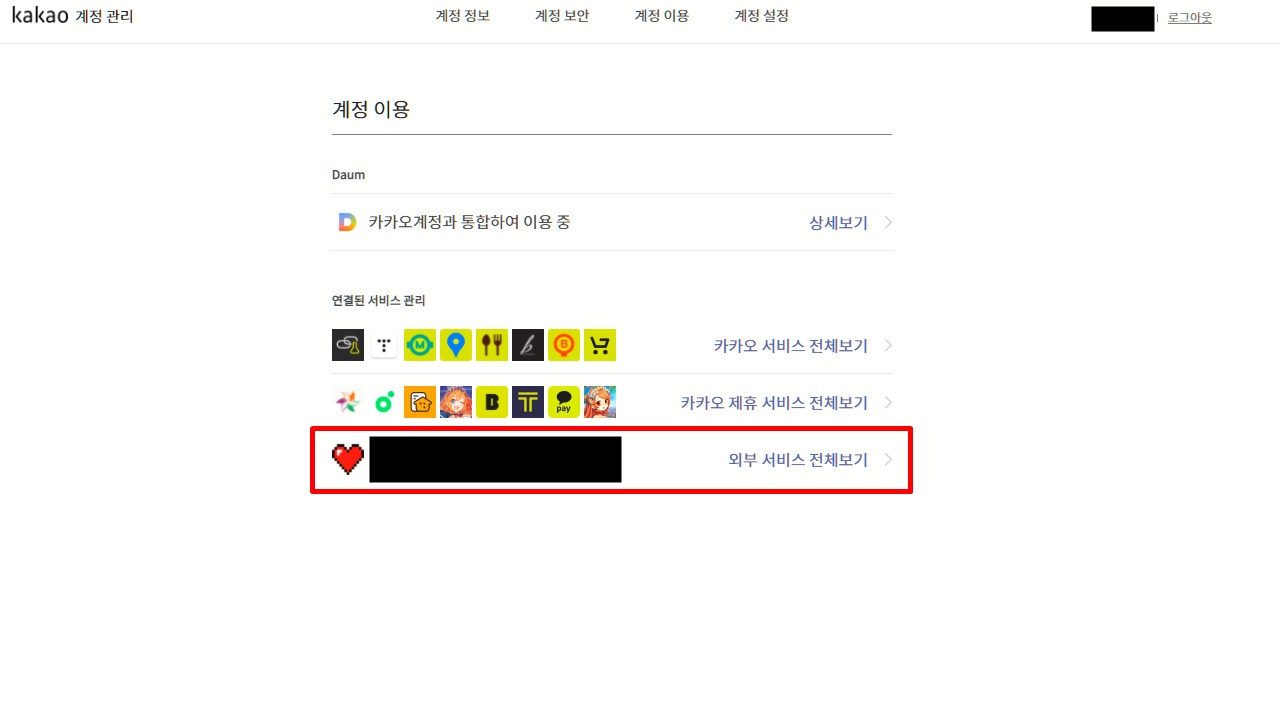 kakao 계정 관리
계정 정보 계정 보안 계정 이용 계정 설정
로그아웃
계정 이용
Daum
D 카카오계정과 통합하여 이용 중 상세보기
연결된 서비스 관리
M B 카카오 서비스 전체보기
B T pay 카카오 제휴 서비스 전체보기
외부 서비스 전체보기